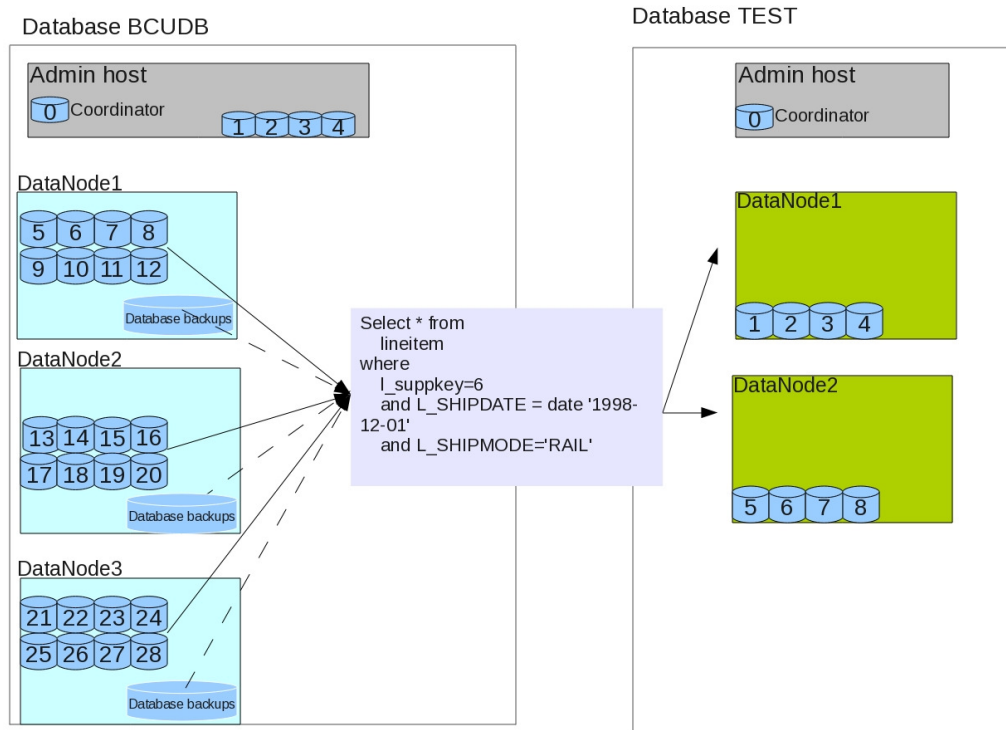 Database BCUDB
Admin host
0 Coordinator
1 2 3 4
DataNode1
5 6 7 8
9 10 11 12
Database backups
DataNode2
13 14 15 16
17 18 19 20
Database backups
DataNode3
21 22 23 24
25 26 27 28
Database backups
Select * from
lineitem
where
l_suppkey=6
and L_SHIPDATE = date '1998-
12-01'
and L_SHIPMODE='RAIL'
Database TEST
Admin host
0 Coordinator
DataNode1
1 2 3 4
DataNode2
5 6 7 8